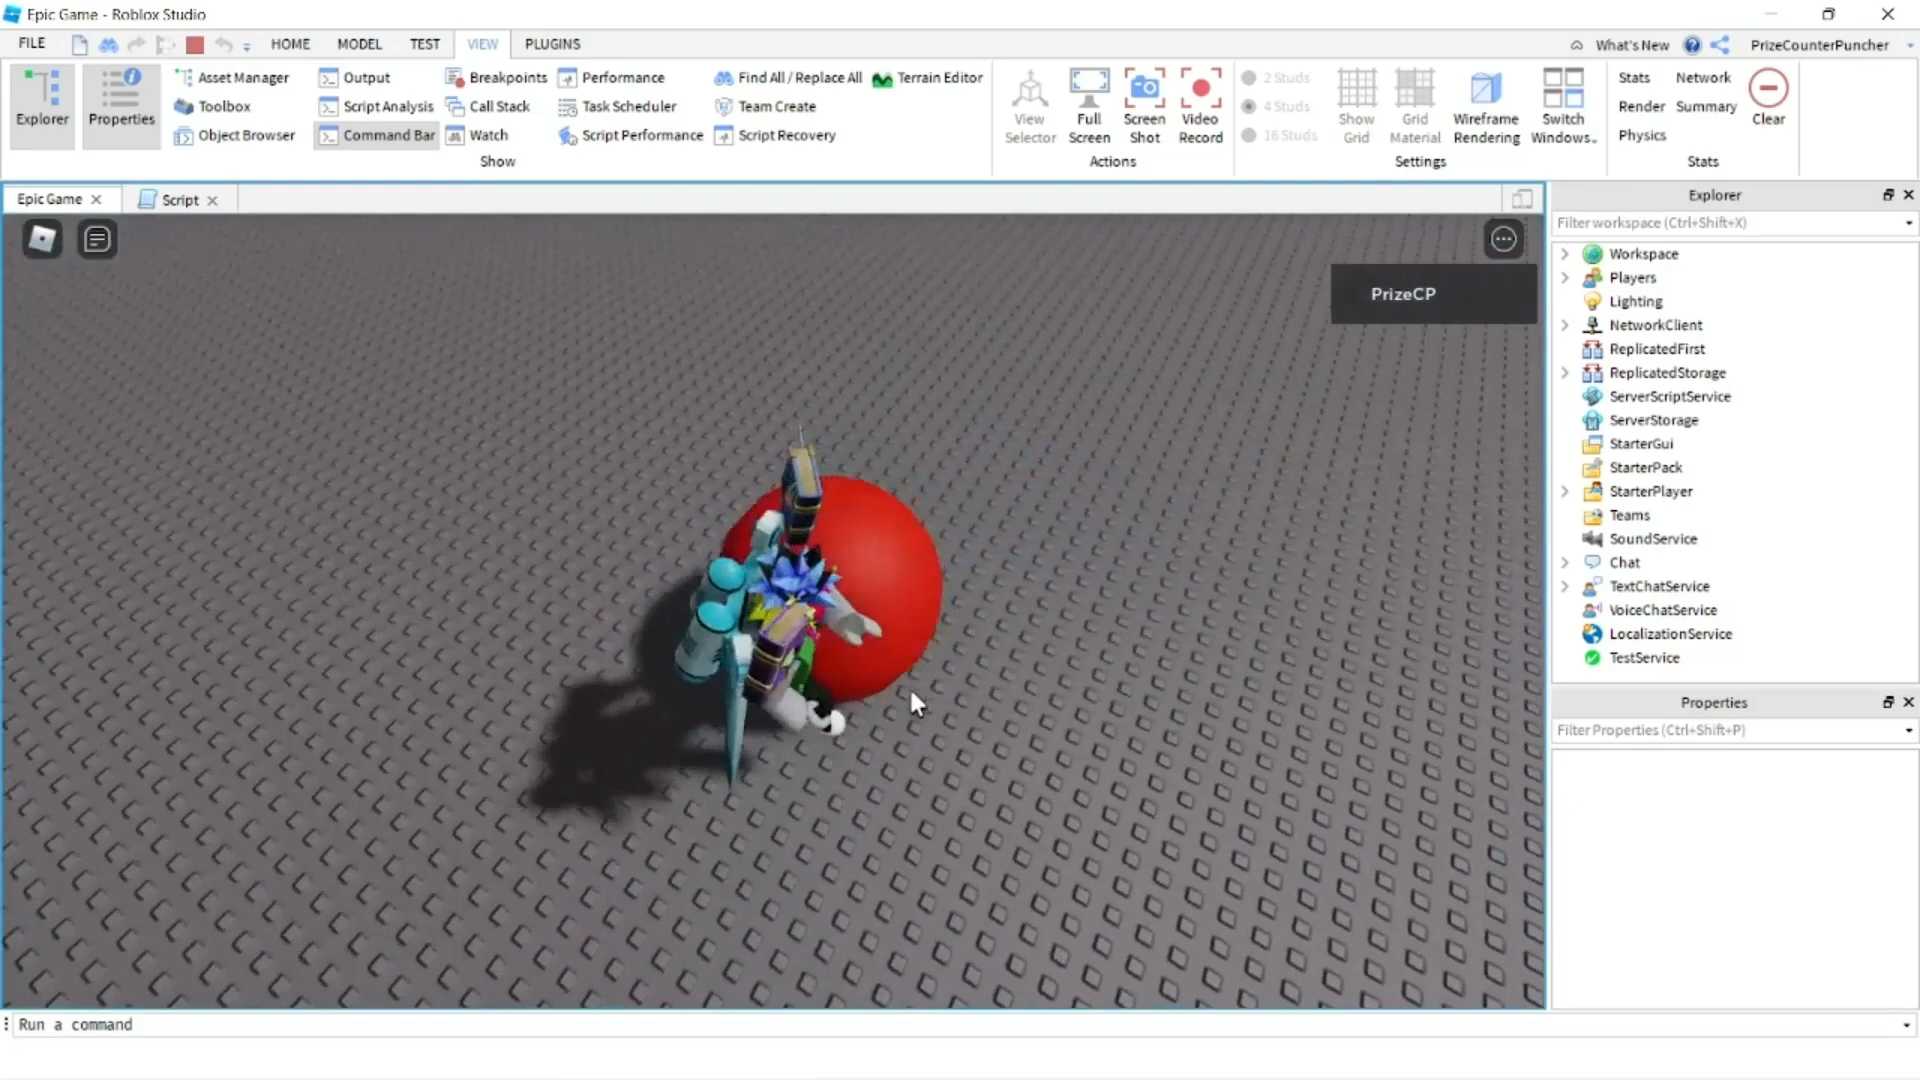 Epic Game - Roblox Studio
FILE HOME MODEL TEST VIEW PLUGINS What's New PrizeCounterPuncher
Explorer
Properties
Asset Manager
Toolbox
Object Browser
Output
Script Analysis
Command Bar
Breakpoints
Call Stack
Watch
Performance
Task Scheduler
Script Performance
Find All / Replace All
Team Create
Script Recovery
Terrain Editor
Show
View
Selector
Full
Screen
Screen
Shot
Video
Record
Actions
2 Studs
4 Studs
16 Studs
Show
Grid
Grid
Material
Wireframe
Rendering
Switch
Windows..
Settings
Stats
Network
Render
Summary
Physics
Clear
Stats
Epic Game
Script
PrizeCP
Explorer
Filter workspace (Ctrl+Shift+X)
Workspace
Players
Lighting
NetworkClient
ReplicatedFirst
ReplicatedStorage
ServerScriptService
ServerStorage
StarterGui
StarterPack
StarterPlayer
Teams
SoundService
Chat
TextChatService
VoiceChatService
LocalizationService
TestService
Properties
Filter Properties (Ctrl+Shift+P)
Run a command